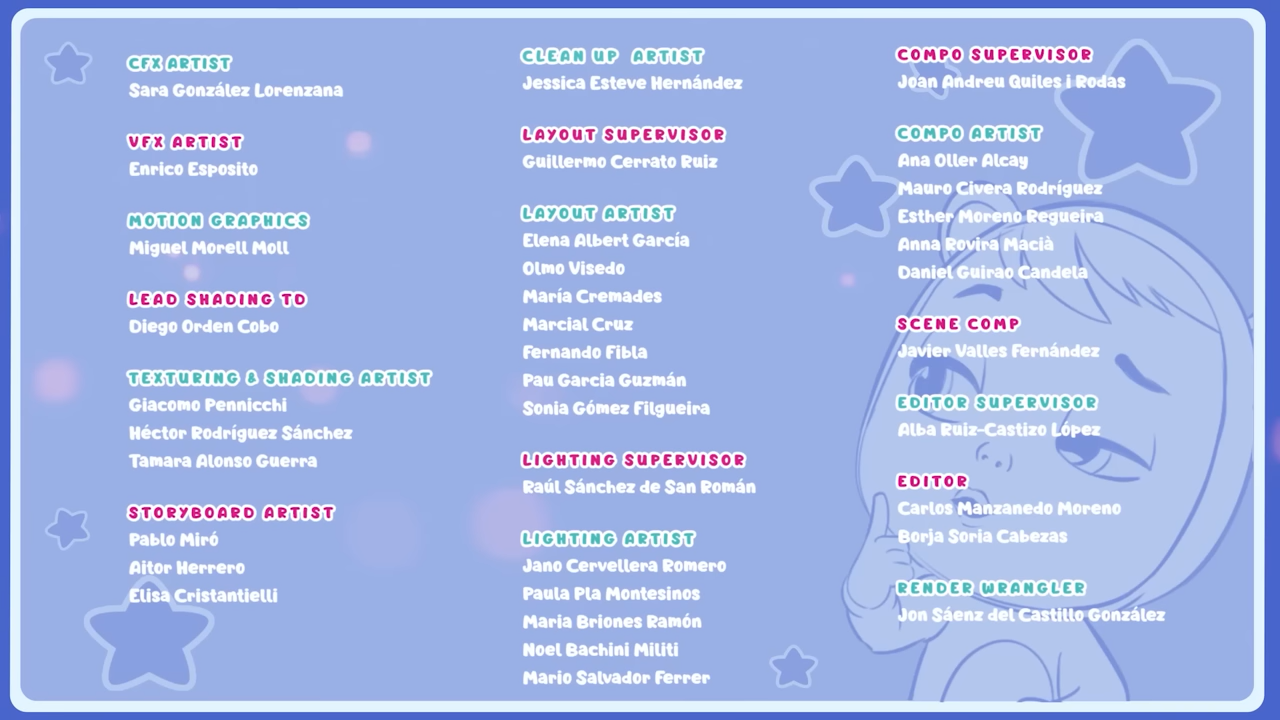 CFX ARTIST
Sara González Lorenzana
VFX ARTIST
Enrico Esposito
MOTION GRAPHICS
Miguel Morell Moll
LEAD SHADING TD
Diego Orden Cobo
TEXTURING & SHADING ARTIST
Giacomo Pennicchi
Héctor Rodríguez Sánchez
Tamara Alonso Guerra
STORYBOARD ARTIST
Pablo Miró
Aitor Herrero
Elisa Cristantielli
CLEAN UP ARTIST
Jessica Esteve Hernández
LAYOUT SUPERVISOR
Guillermo Cerrato Ruiz
LAYOUT ARTIST
Elena Albert García
Olmo Visedo
María Cremades
Marcial Cruz
Fernando Fibla
Pau Garcia Guzmán
Sonia Gómez Filgueira
LIGHTING SUPERVISOR
Raúl Sánchez de San Román
LIGHTING ARTIST
Jano Cervellera Romero
Paula Pla Montesinos
Maria Briones Ramón
Noel Bachini Militi
Mario Salvador Ferrer
COMPO SUPERVISOR
Joan Andreu Quiles i Rodas
COMPO ARTIST
Ana Oller Alcay
Mauro Civera Rodríguez
Esther Moreno Regueira
Anna Rovira Macià
Daniel Guirao Candela
SCENE COMP
Javier Valles Fernández
EDITOR SUPERVISOR
Alba Ruiz-Castizo López
EDITOR
Carlos Manzanedo Moreno
Borja Soria Cabezas
RENDER WRANGLER
Jon Sáenz del Castillo González